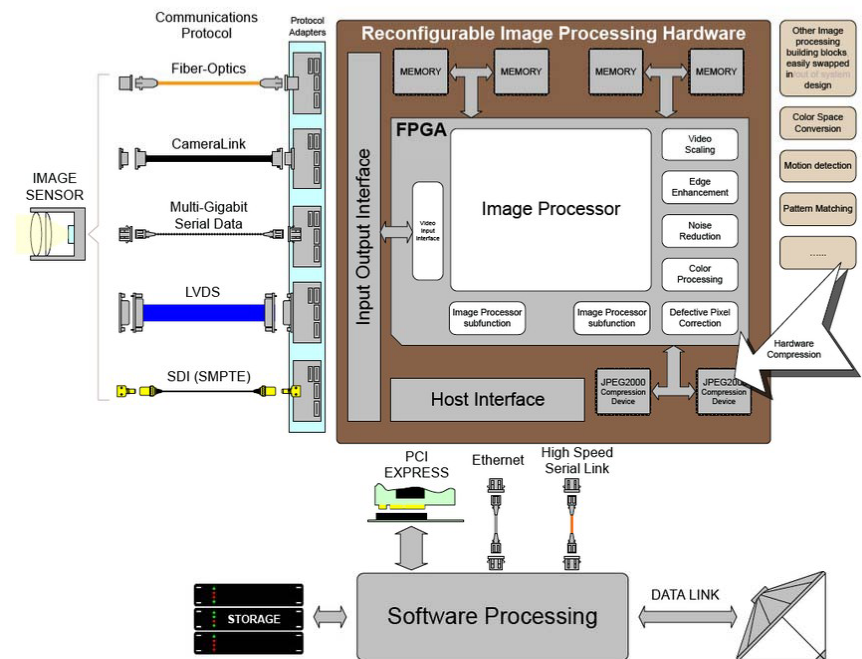 Communications
Protocol
Protocol
Adapters
Fiber-Optics
CameraLink
IMAGE
SENSOR
Multi-Gigabit
Serial Data
LVDS
SDI (SMPTE)
Reconfigurable Image Processing Hardware
Input Output Interface
MEMORY
MEMORY
MEMORY
MEMORY
FPGA
Video
Input
Interface
Image Processor
Video
Scaling
Edge
Enhancement
Noise
Reduction
Color
Processing
Image Processor
subfunction
Image Processor
subfunction
Defective Pixel
Correction
Host Interface
JPEG2000
Compression
Device
JPEG200
Compression
Device
Other Image
processing
building blocks
easily swapped
in/out of system
design
Color Space
Conversion
Motion detection
Pattern Matching
......
Hardware
Compression
PCI
EXPRESS
Ethernet
High Speed
Serial Link
STORAGE
Software Processing
DATA LINK